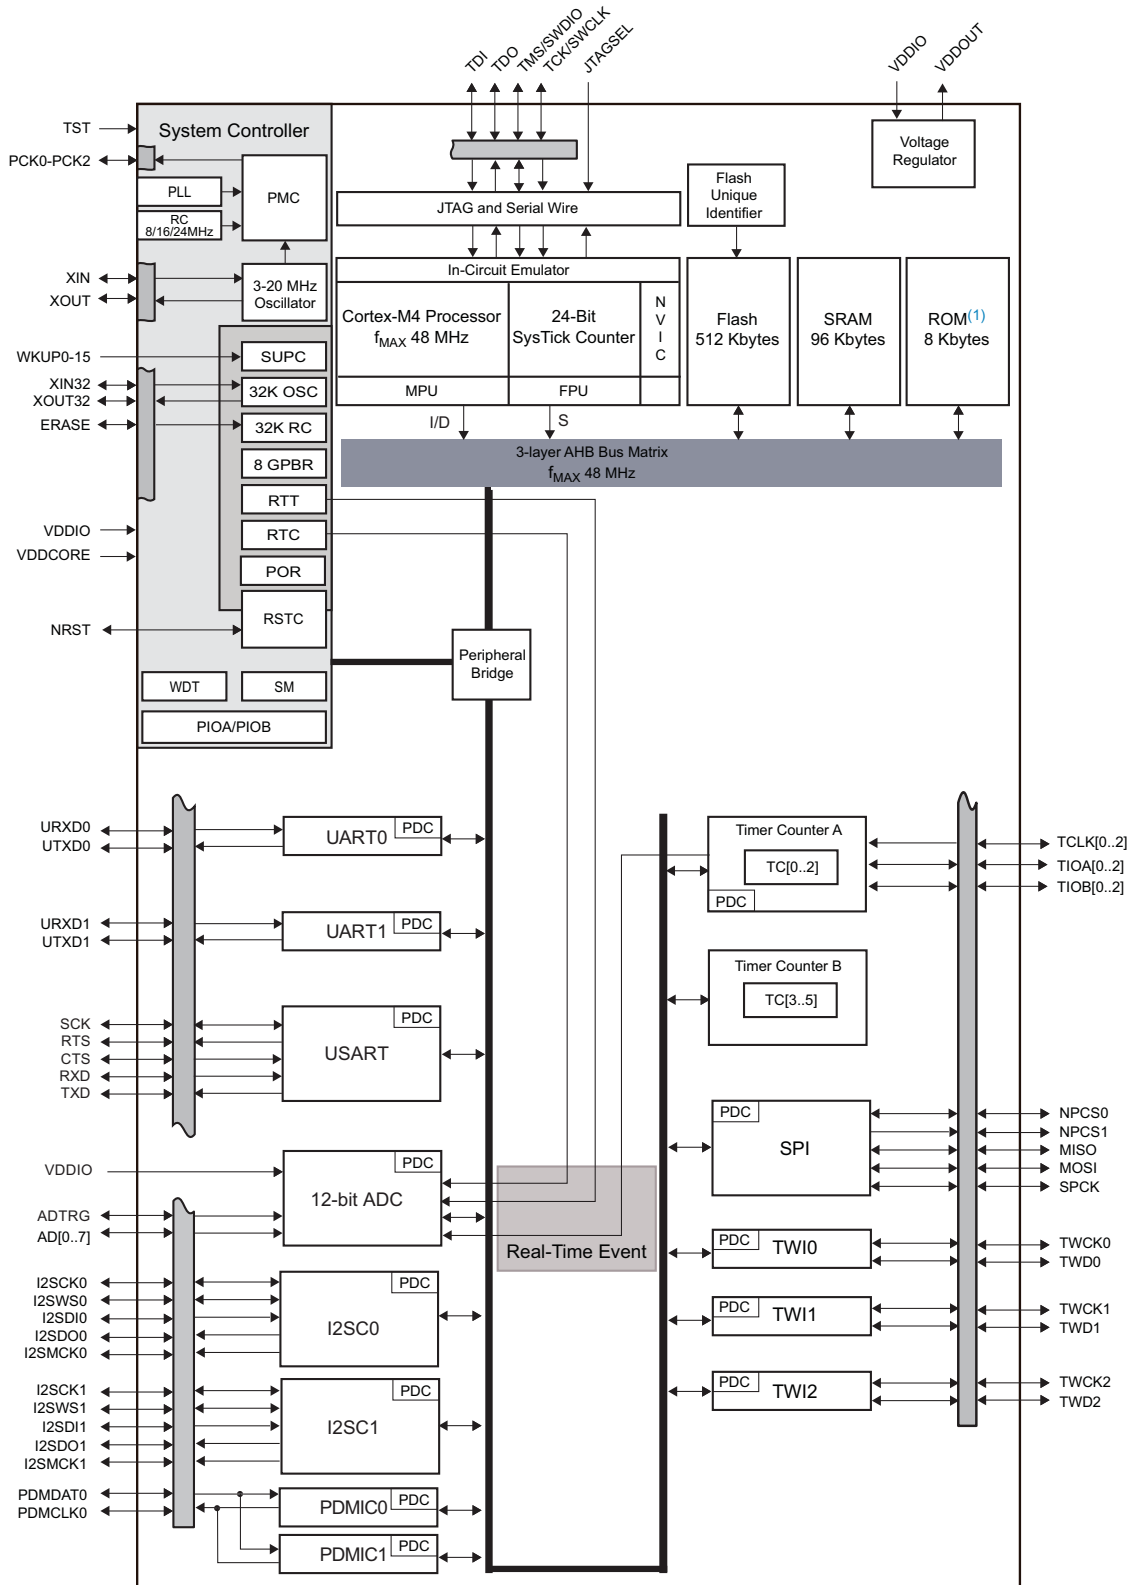 TDI
TDO
TMS/SWDIO
TCK/SWCLK
JTAGSEL
VDDIO
VDDOUT
TST
PCK0-PCK2
System Controller
PLL
RC
8/16/24MHz
PMC
XIN
XOUT
3-20 MHz
Oscillator
WKUP0-15
XIN32
XOUT32
ERASE
SUPC
32K OSC
32K RC
8 GPBR
RTT
RTC
POR
RSTC
VDDIO
VDDCORE
NRST
WDT
SM
PIOA/PIOB
JTAG and Serial Wire
In-Circuit Emulator
Cortex-M4 Processor
fMAX 48 MHz
24-Bit
SysTick Counter
N
V
I
C
MPU
FPU
I/D
S
Flash
Unique
Identifier
Voltage
Regulator
Flash
512 Kbytes
SRAM
96 Kbytes
ROM(1)
8 Kbytes
3-layer AHB Bus Matrix
fMAX 48 MHz
Peripheral
Bridge
URXD0
UTXD0
UART0
PDC
URXD1
UTXD1
UART1
PDC
SCK
RTS
CTS
RXD
TXD
USART
PDC
VDDIO
ADTRG
AD[0..7]
12-bit ADC
PDC
Real-Time Event
I2SCK0
I2SWS0
I2SDI0
I2SDO0
I2SMCK0
I2SC0
PDC
I2SCK1
I2SWS1
I2SDI1
I2SDO1
I2SMCK1
I2SC1
PDC
PDMDAT0
PDMCLK0
PDMIC0
PDC
PDMIC1
PDC
Timer Counter A
TC[0..2]
PDC
TCLK[0..2]
TIOA[0..2]
TIOB[0..2]
Timer Counter B
TC[3..5]
PDC
SPI
NPCS0
NPCS1
MISO
MOSI
SPCK
PDC
TWI0
TWCK0
TWD0
PDC
TWI1
TWCK1
TWD1
PDC
TWI2
TWCK2
TWD2